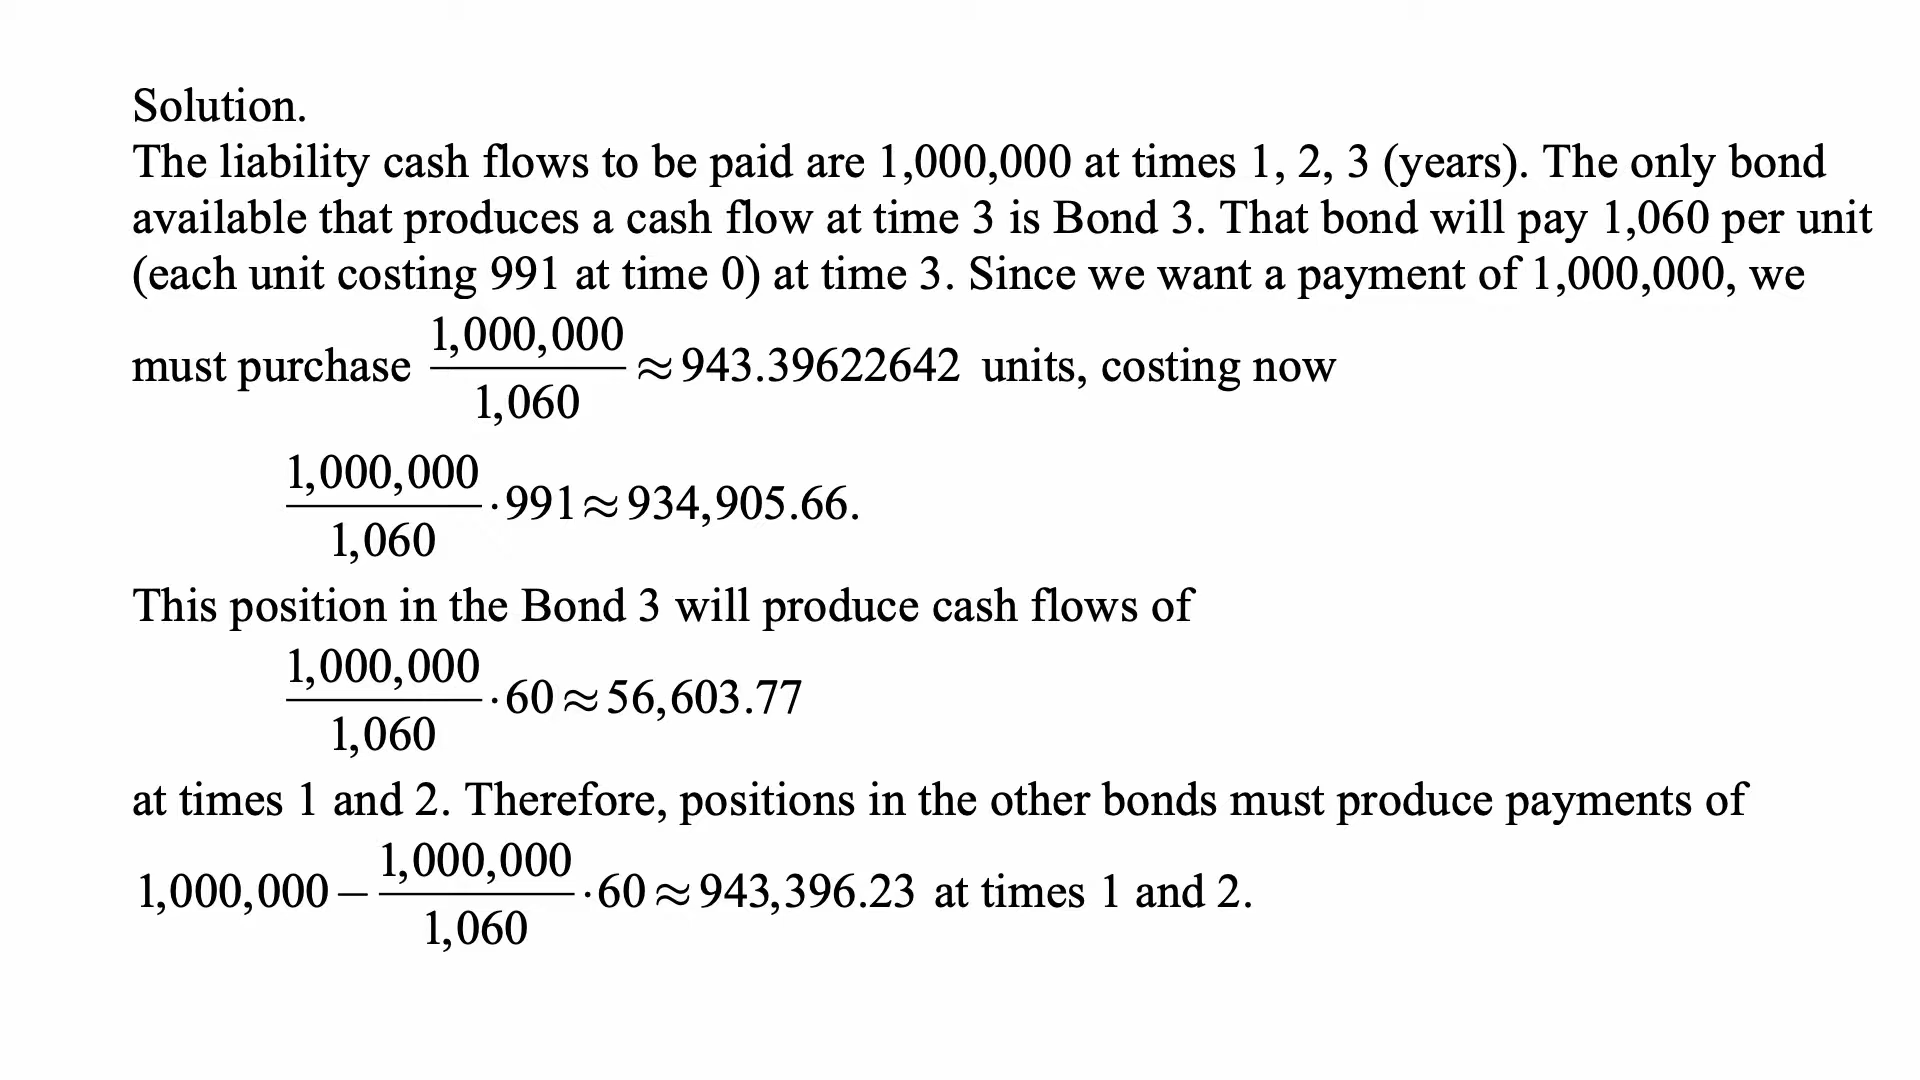 Solution.
The liability cash flows to be paid are 1,000,000 at times 1, 2, 3 (years). The only bond
available that produces a cash flow at time 3 is Bond 3. That bond will pay 1,060 per unit
(each unit costing 991 at time 0) at time 3. Since we want a payment of 1,000,000, we
must purchase 1,000,000/1,060 ≈ 943.39622642 units, costing now
1,000,000/1,060 · 991 ≈ 934,905.66.
This position in the Bond 3 will produce cash flows of
1,000,000/1,060 · 60 ≈ 56,603.77
at times 1 and 2. Therefore, positions in the other bonds must produce payments of
1,000,000 − 1,000,000/1,060 · 60 ≈ 943,396.23 at times 1 and 2.